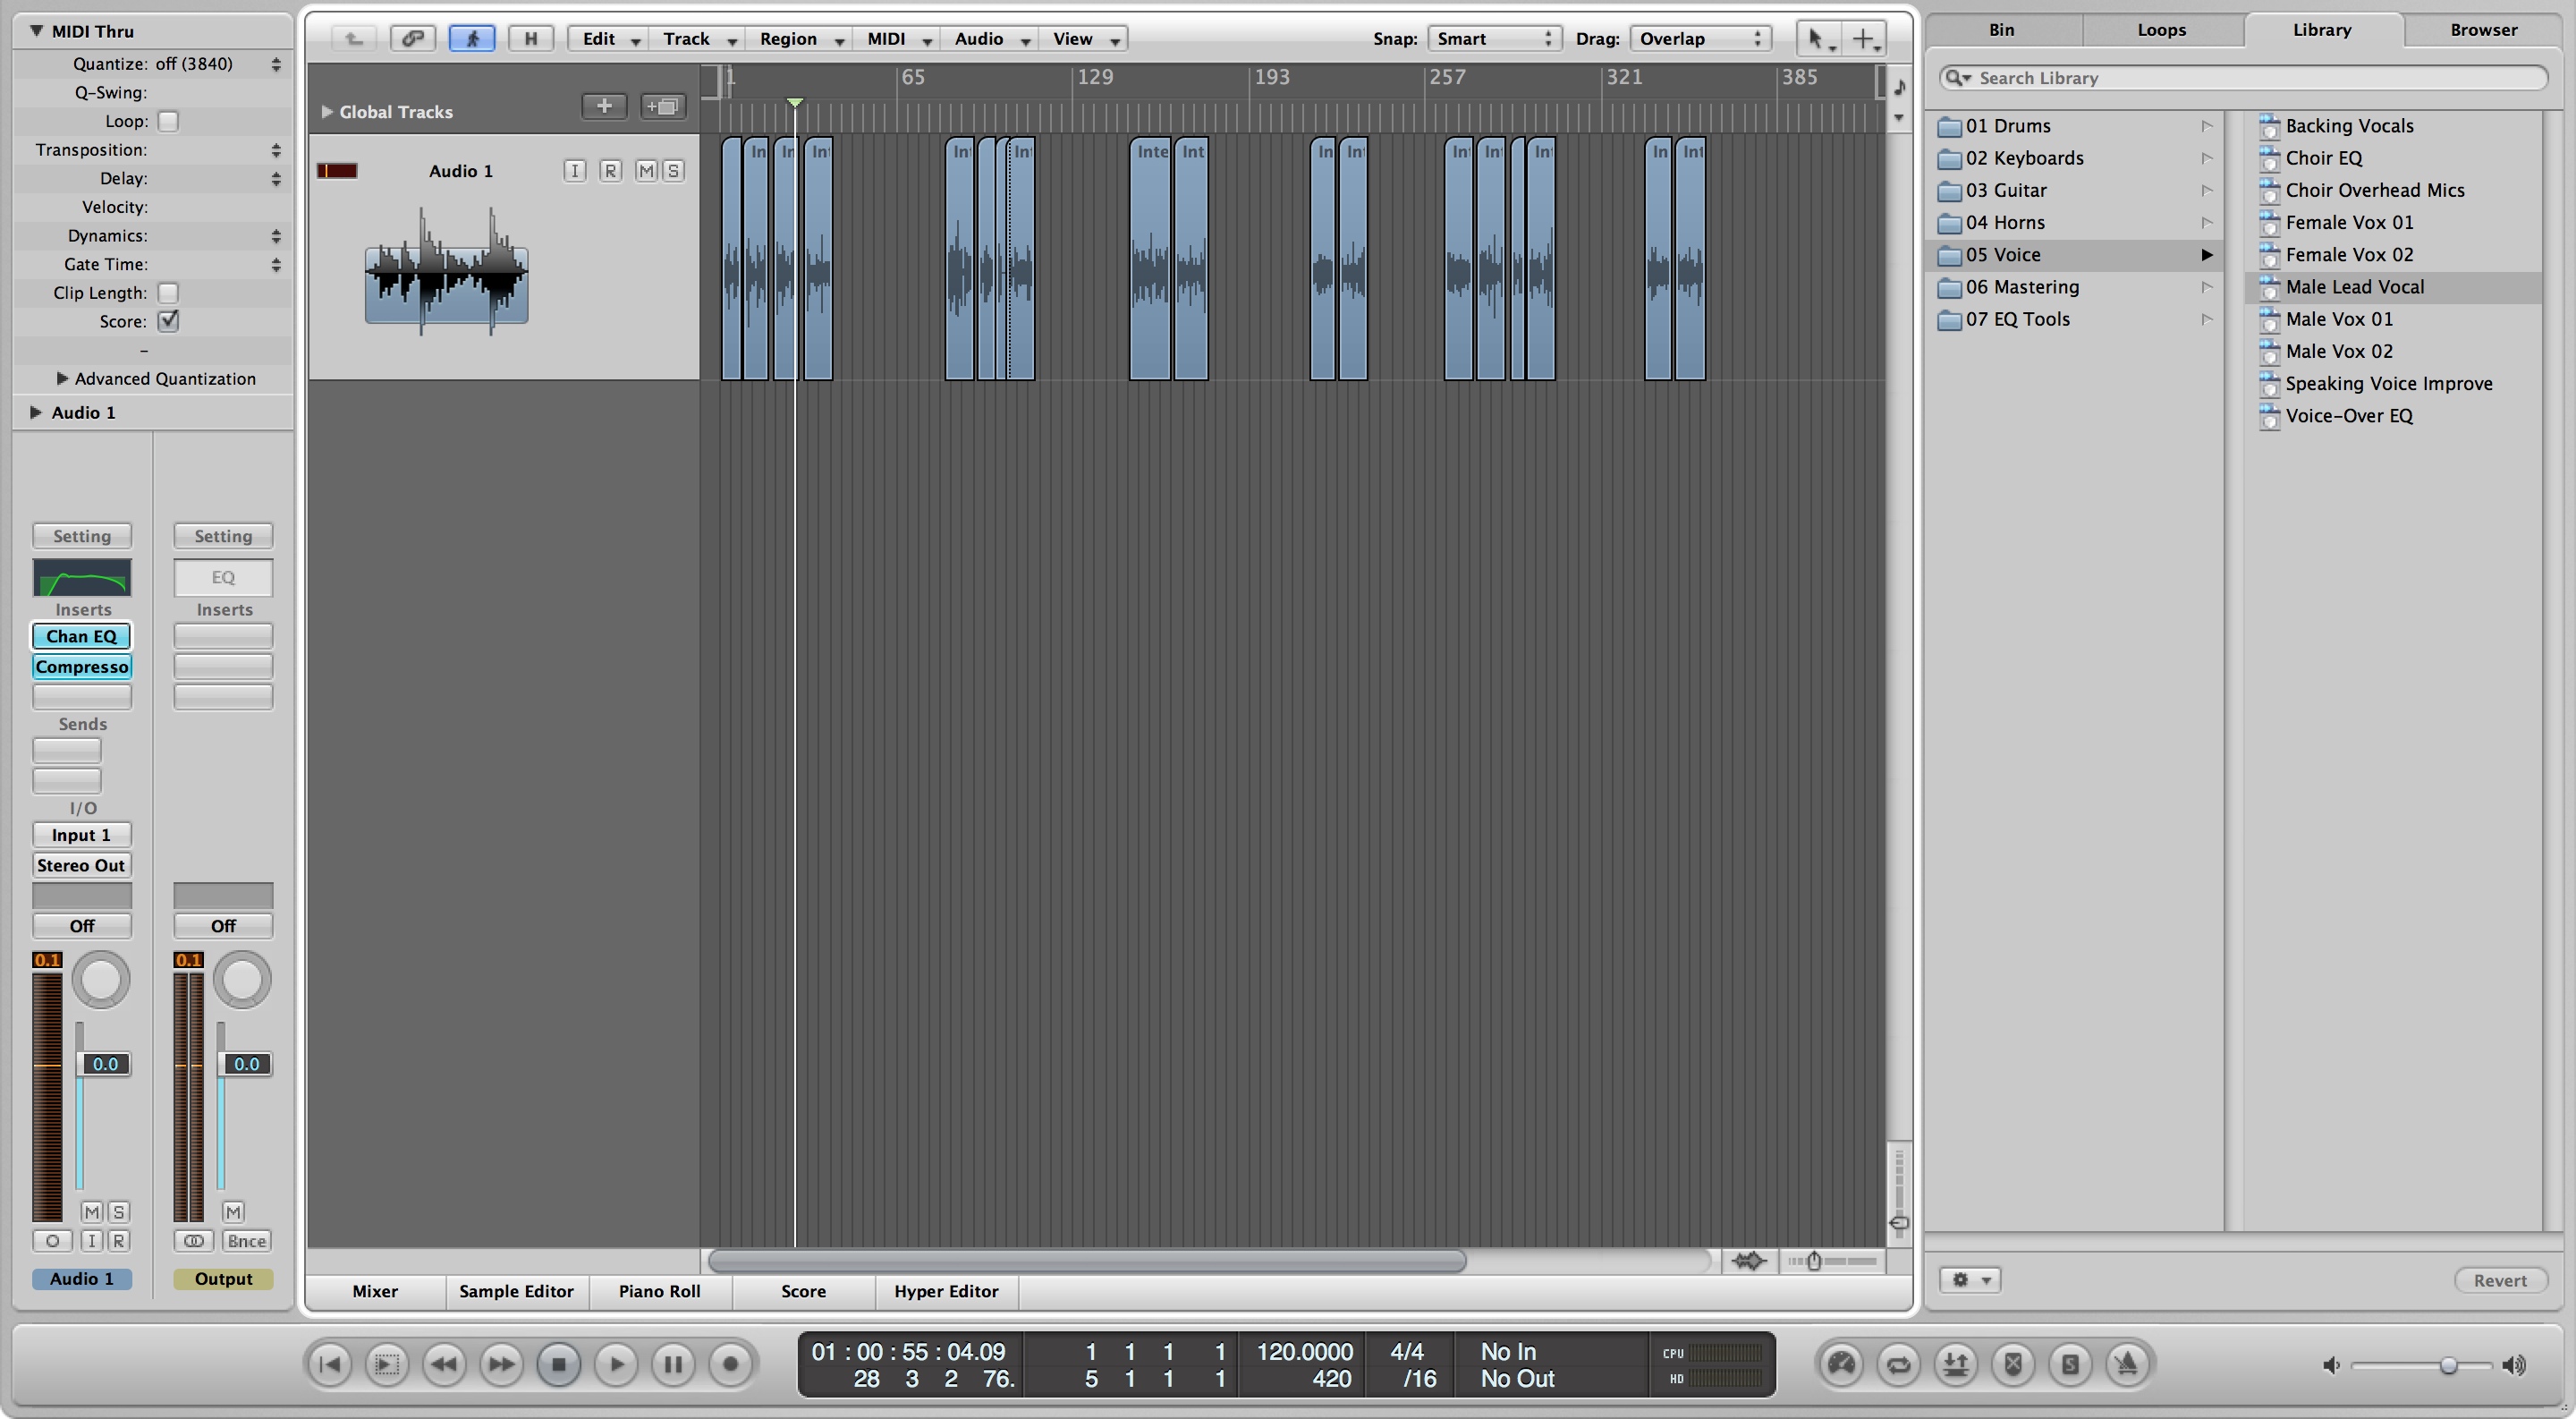 MIDI Thru
Quantize: off (3840)
Q-Swing:
Loop:
Transposition:
Delay:
Velocity:
Dynamics:
Gate Time:
Clip Length:
Score:
-
Advanced Quantization
Audio 1
Setting Setting
EQ
Inserts Inserts
Chan EQ
Compresso
Sends
I/O
Input 1
Stereo Out
Off Off
0.1 0.1
0.0 0.0
M S M
I R Bnce
Audio 1 Output
H Edit Track Region MIDI Audio View Snap: Smart Drag: Overlap
1 65 129 193 257 321 385
Global Tracks
Audio 1 I R M S
In In Int Int Int Inte Int In Int Int Int Int In Int
Mixer Sample Editor Piano Roll Score Hyper Editor
Bin Loops Library Browser
Search Library
01 Drums
02 Keyboards
03 Guitar
04 Horns
05 Voice
06 Mastering
07 EQ Tools
Backing Vocals
Choir EQ
Choir Overhead Mics
Female Vox 01
Female Vox 02
Male Lead Vocal
Male Vox 01
Male Vox 02
Speaking Voice Improve
Voice-Over EQ
Revert
01 : 00 : 55 : 04.09 1 1 1 1 120.0000 4/4 No In CPU
28 3 2 76. 5 1 1 1 420 /16 No Out HD
S